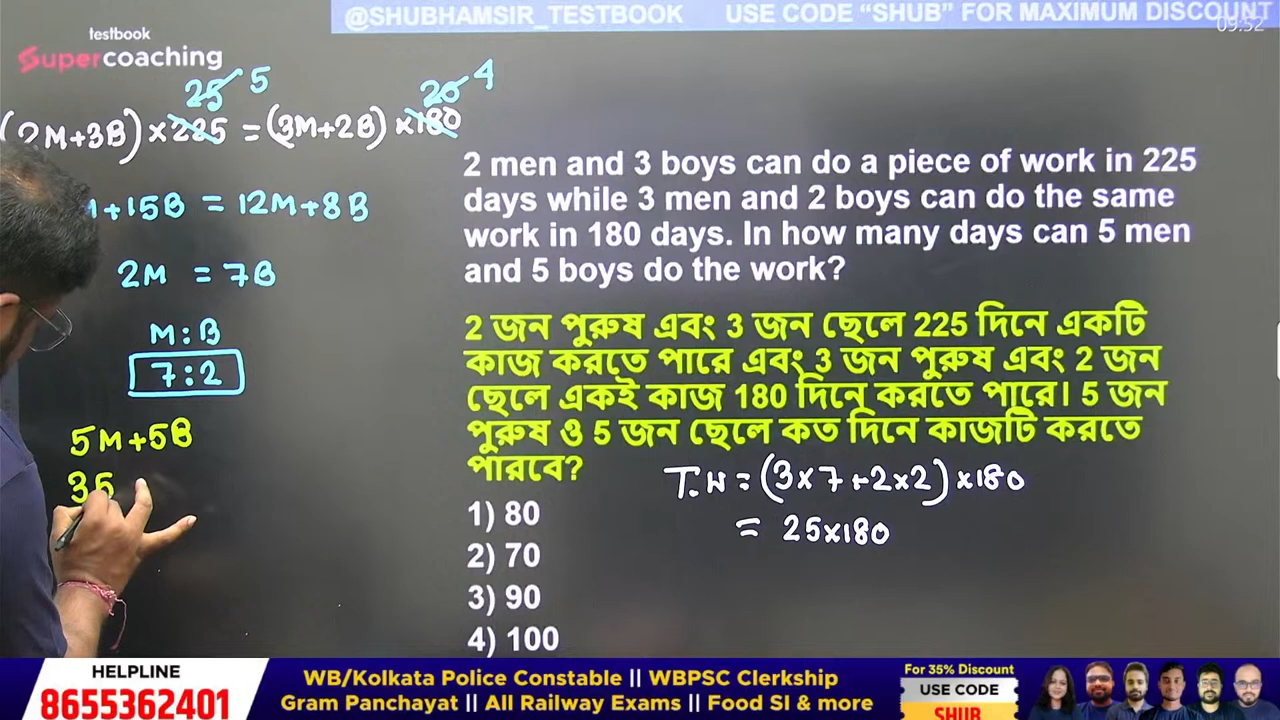 @SHUBHAMSIR_TESTBOOK USE CODE “SHUB” FOR MAXIMUM DISCOUNT
09:52
testbook
Supercoaching
25 5
20 4
(2M+3B) × 225 = (3M+2B) × 180
M+15B = 12M+8B
2M = 7B
M:B
7:2
5M+5B
35
2 men and 3 boys can do a piece of work in 225
days while 3 men and 2 boys can do the same
work in 180 days. In how many days can 5 men
and 5 boys do the work?
2 জন পুরুষ এবং 3 জন ছেলে 225 দিনে একটি
কাজ করতে পারে এবং 3 জন পুরুষ এবং 2 জন
ছেলে একই কাজ 180 দিনে করতে পারে। 5 জন
পুরুষ ও 5 জন ছেলে কত দিনে কাজটি করতে
পারবে?
T.W = (3×7+2×2)×180
= 25×180
1) 80
2) 70
3) 90
4) 100
HELPLINE
8655362401
WB/Kolkata Police Constable || WBPSC Clerkship
Gram Panchayat || All Railway Exams || Food SI & more
For 35% Discount
USE CODE
SHUB